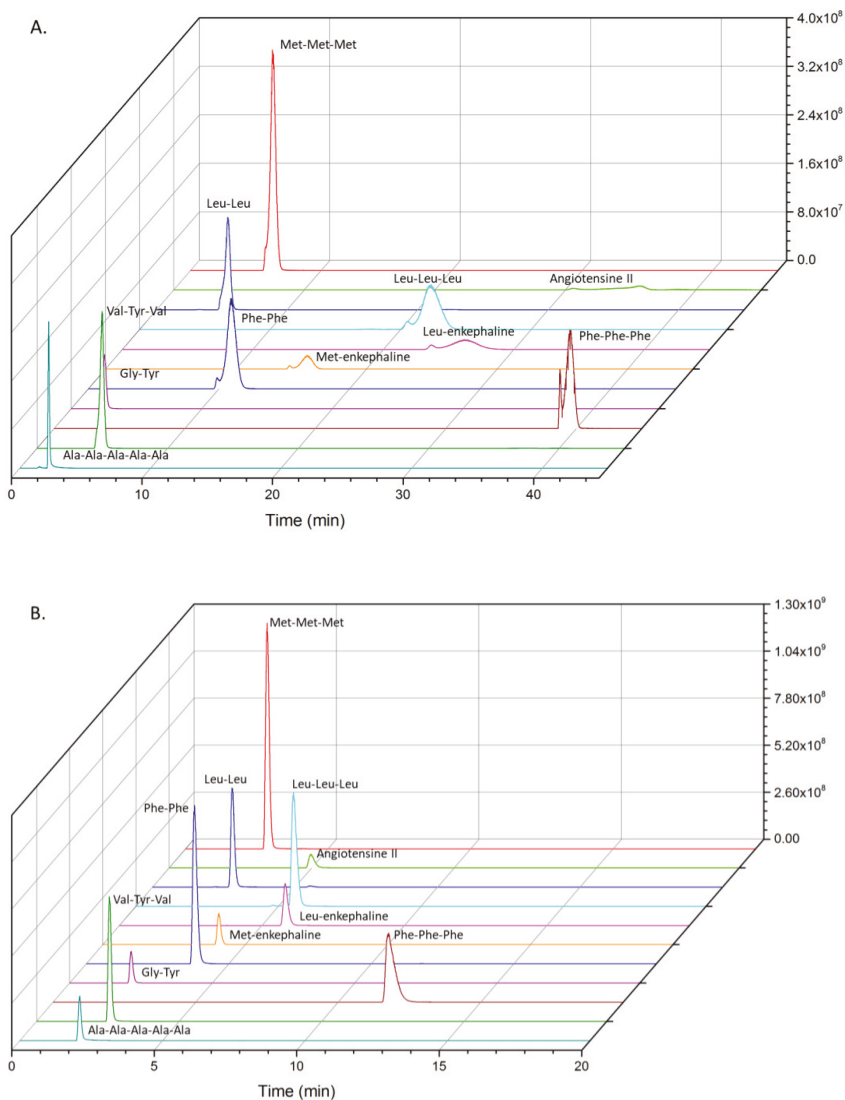 A.
4.0x10⁸
Met-Met-Met
3.2x10⁸
2.4x10⁸
1.6x10⁸
Leu-Leu
8.0x10⁷
0.0
Leu-Leu-Leu
Angiotensine II
Val-Tyr-Val
Phe-Phe
Leu-enkephaline
Phe-Phe-Phe
Met-enkephaline
Gly-Tyr
Ala-Ala-Ala-Ala-Ala
0 10 20 30 40
Time (min)
B.
1.30x10⁹
Met-Met-Met
1.04x10⁹
7.80x10⁸
5.20x10⁸
Leu-Leu
Leu-Leu-Leu
2.60x10⁸
Phe-Phe
0.00
Angiotensine II
Val-Tyr-Val
Leu-enkephaline
Met-enkephaline
Phe-Phe-Phe
Gly-Tyr
Ala-Ala-Ala-Ala-Ala
0 5 10 15 20
Time (min)